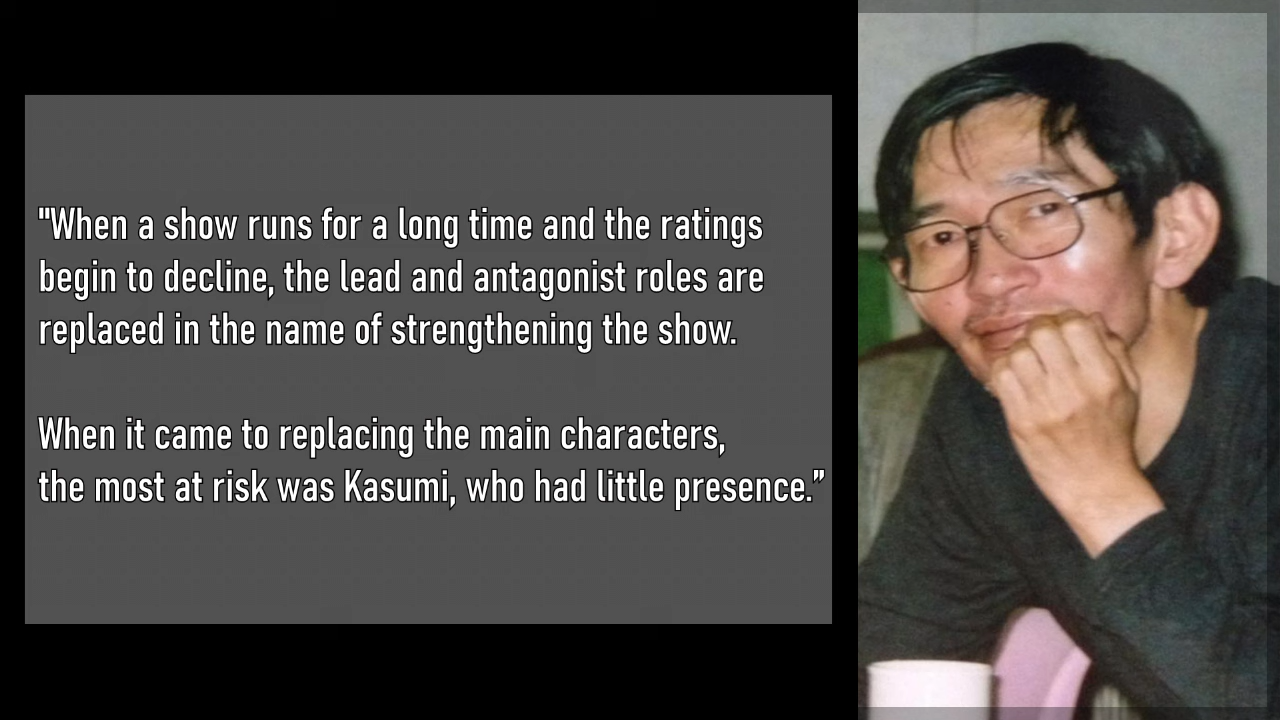 "When a show runs for a long time and the ratings
begin to decline, the lead and antagonist roles are
replaced in the name of strengthening the show.
When it came to replacing the main characters,
the most at risk was Kasumi, who had little presence.”